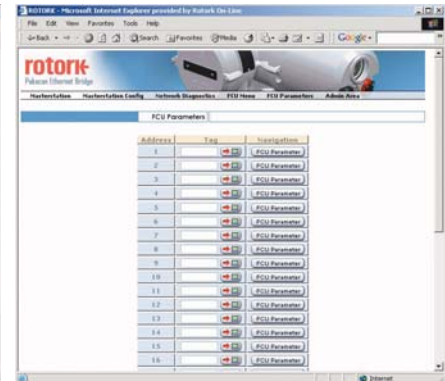 ROTORK - Microsoft Internet Explorer provided by Rotork On-Line
File Edit View Favorites Tools Help
Back Search Favorites Media Google
rotork
Pakscan Ethernet Bridge
Masterstation Masterstation Config Network Diagnostics FCU Menu FCU Parameters Admin Area
FCU Parameters
Address Tag Navigation
1 FCU Parameter
2 FCU Parameter
3 FCU Parameter
4 FCU Parameter
5 FCU Parameter
6 FCU Parameter
7 FCU Parameter
8 FCU Parameter
9 FCU Parameter
10 FCU Parameter
11 FCU Parameter
12 FCU Parameter
13 FCU Parameter
14 FCU Parameter
15 FCU Parameter
16 FCU Parameter
Internet